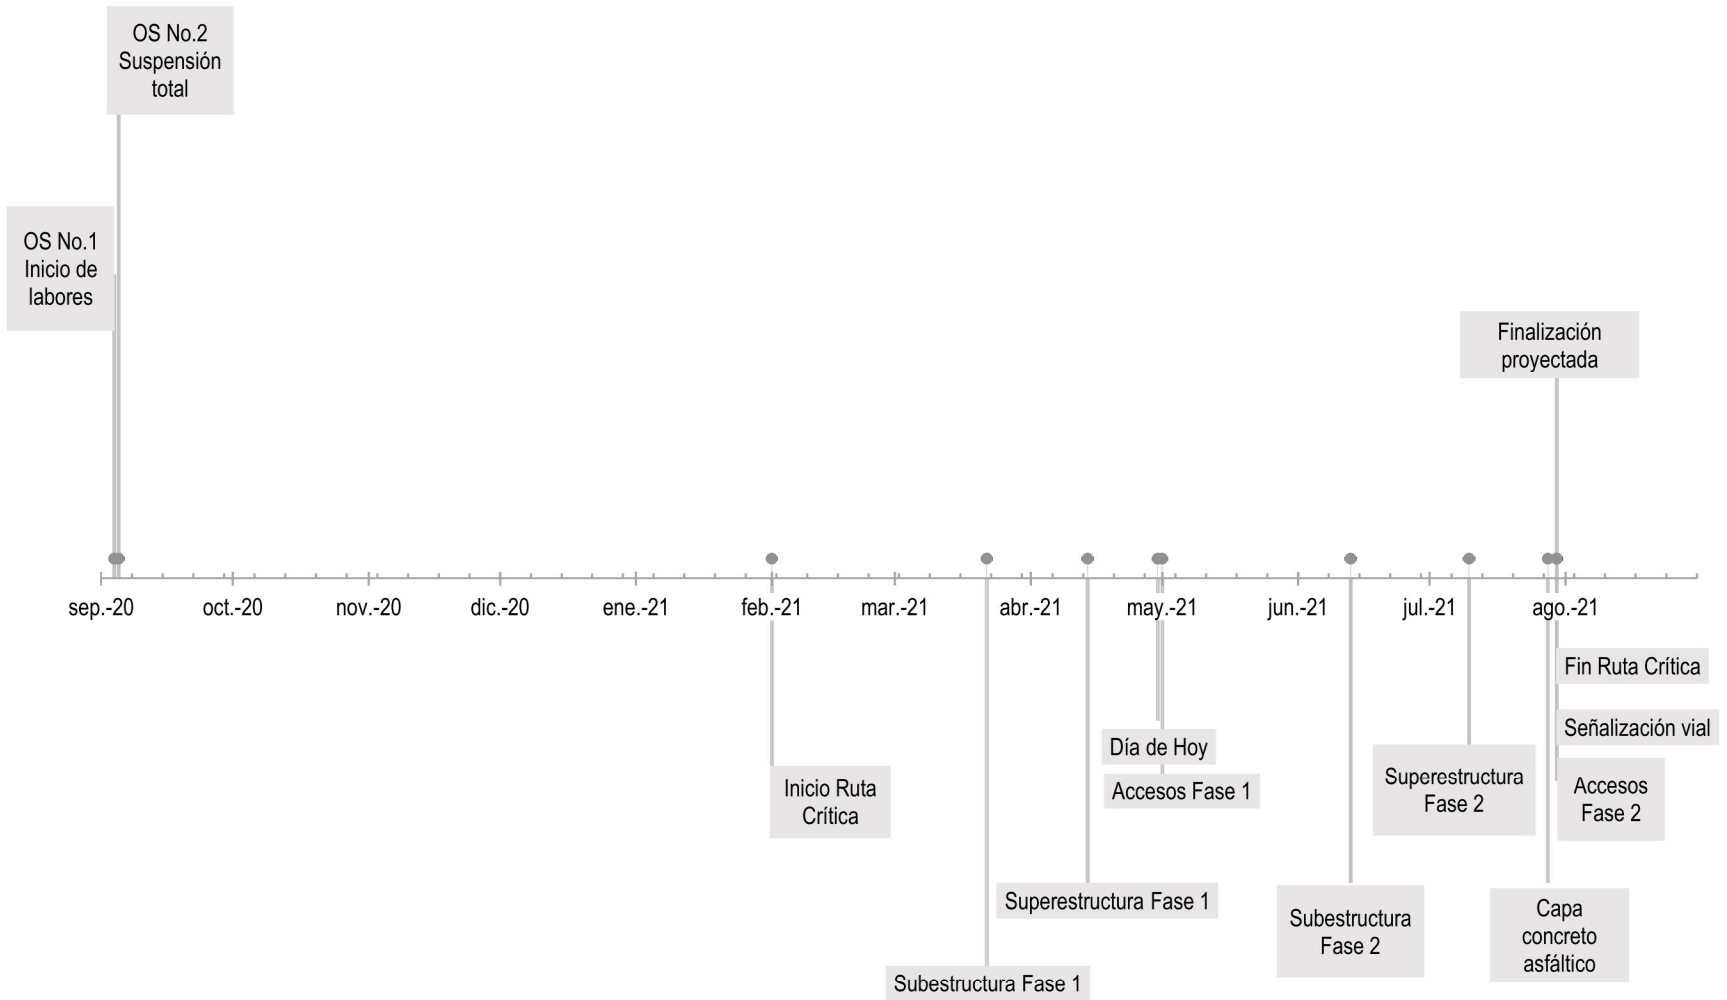 OS No.2
Suspensión
total
OS No.1
Inicio de
labores
Finalización
proyectada
sep.-20 oct.-20 nov.-20 dic.-20 ene.-21 feb.-21 mar.-21 abr.-21 may.-21 jun.-21 jul.-21 ago.-21
Fin Ruta Crítica
Señalización vial
Día de Hoy
Accesos Fase 1
Inicio Ruta
Crítica
Superestructura
Fase 2
Accesos
Fase 2
Superestructura Fase 1
Subestructura
Fase 2
Capa
concreto
asfáltico
Subestructura Fase 1